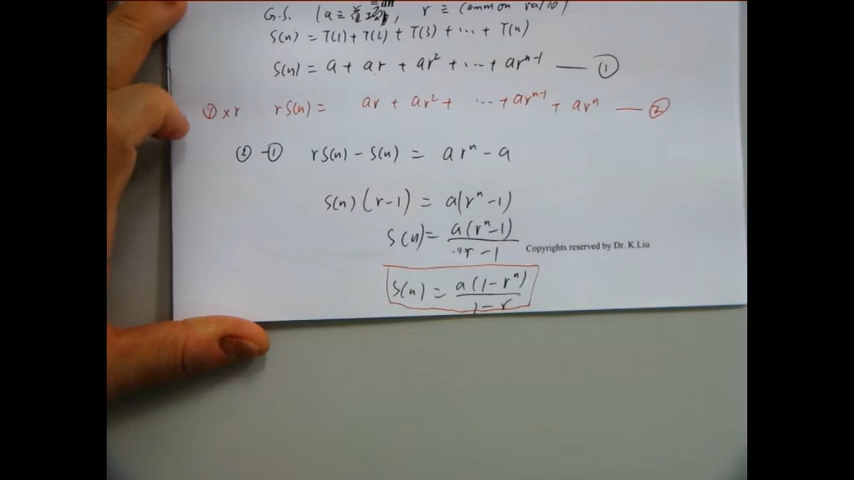 G.S. (a ≡ r ≡ common ratio)
S(n) = T(1) + T(2) + T(3) + ... + T(n)
S(n) = a + ar + ar² + ... + arⁿ⁻¹ — ①
① × r rS(n) = ar + ar² + ... + arⁿ⁻¹ + arⁿ — ②
② - ① rS(n) - S(n) = arⁿ - a
S(n) (r-1) = a(rⁿ-1)
S(n) = a(rⁿ-1) / r - 1
Copyrights reserved by Dr. K.Liu
S(n) = a(1-rⁿ) / 1-r